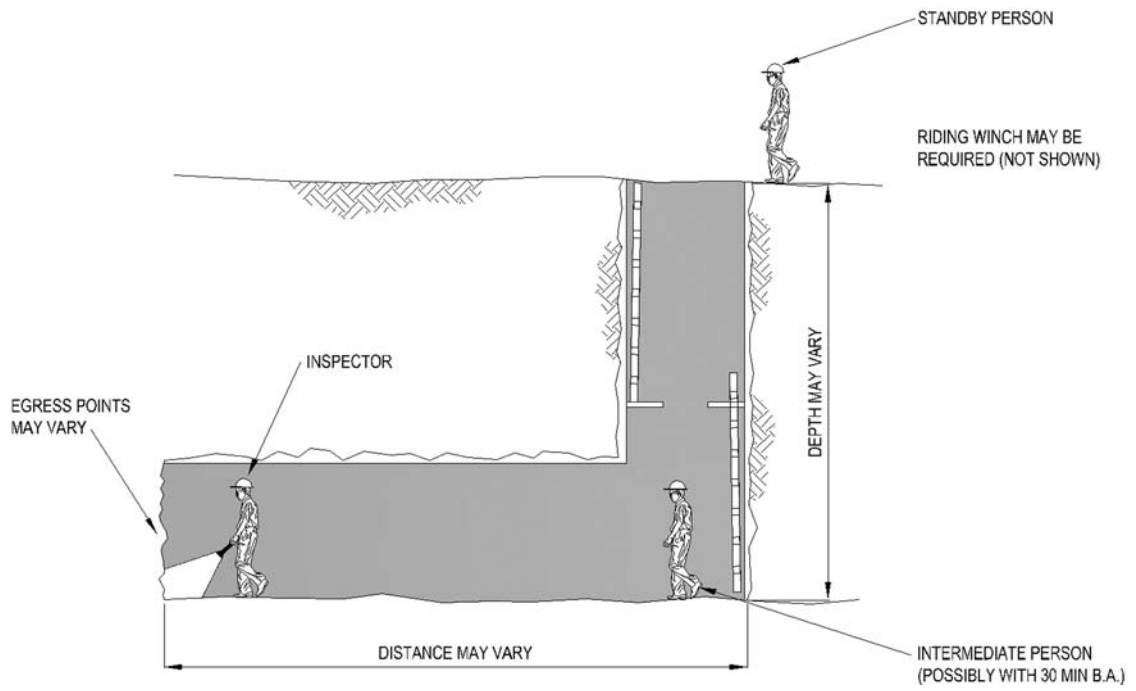 STANDBY PERSON
RIDING WINCH MAY BE
REQUIRED (NOT SHOWN)
INSPECTOR
EGRESS POINTS
MAY VARY
DEPTH MAY VARY
DISTANCE MAY VARY
INTERMEDIATE PERSON
(POSSIBLY WITH 30 MIN B.A.)